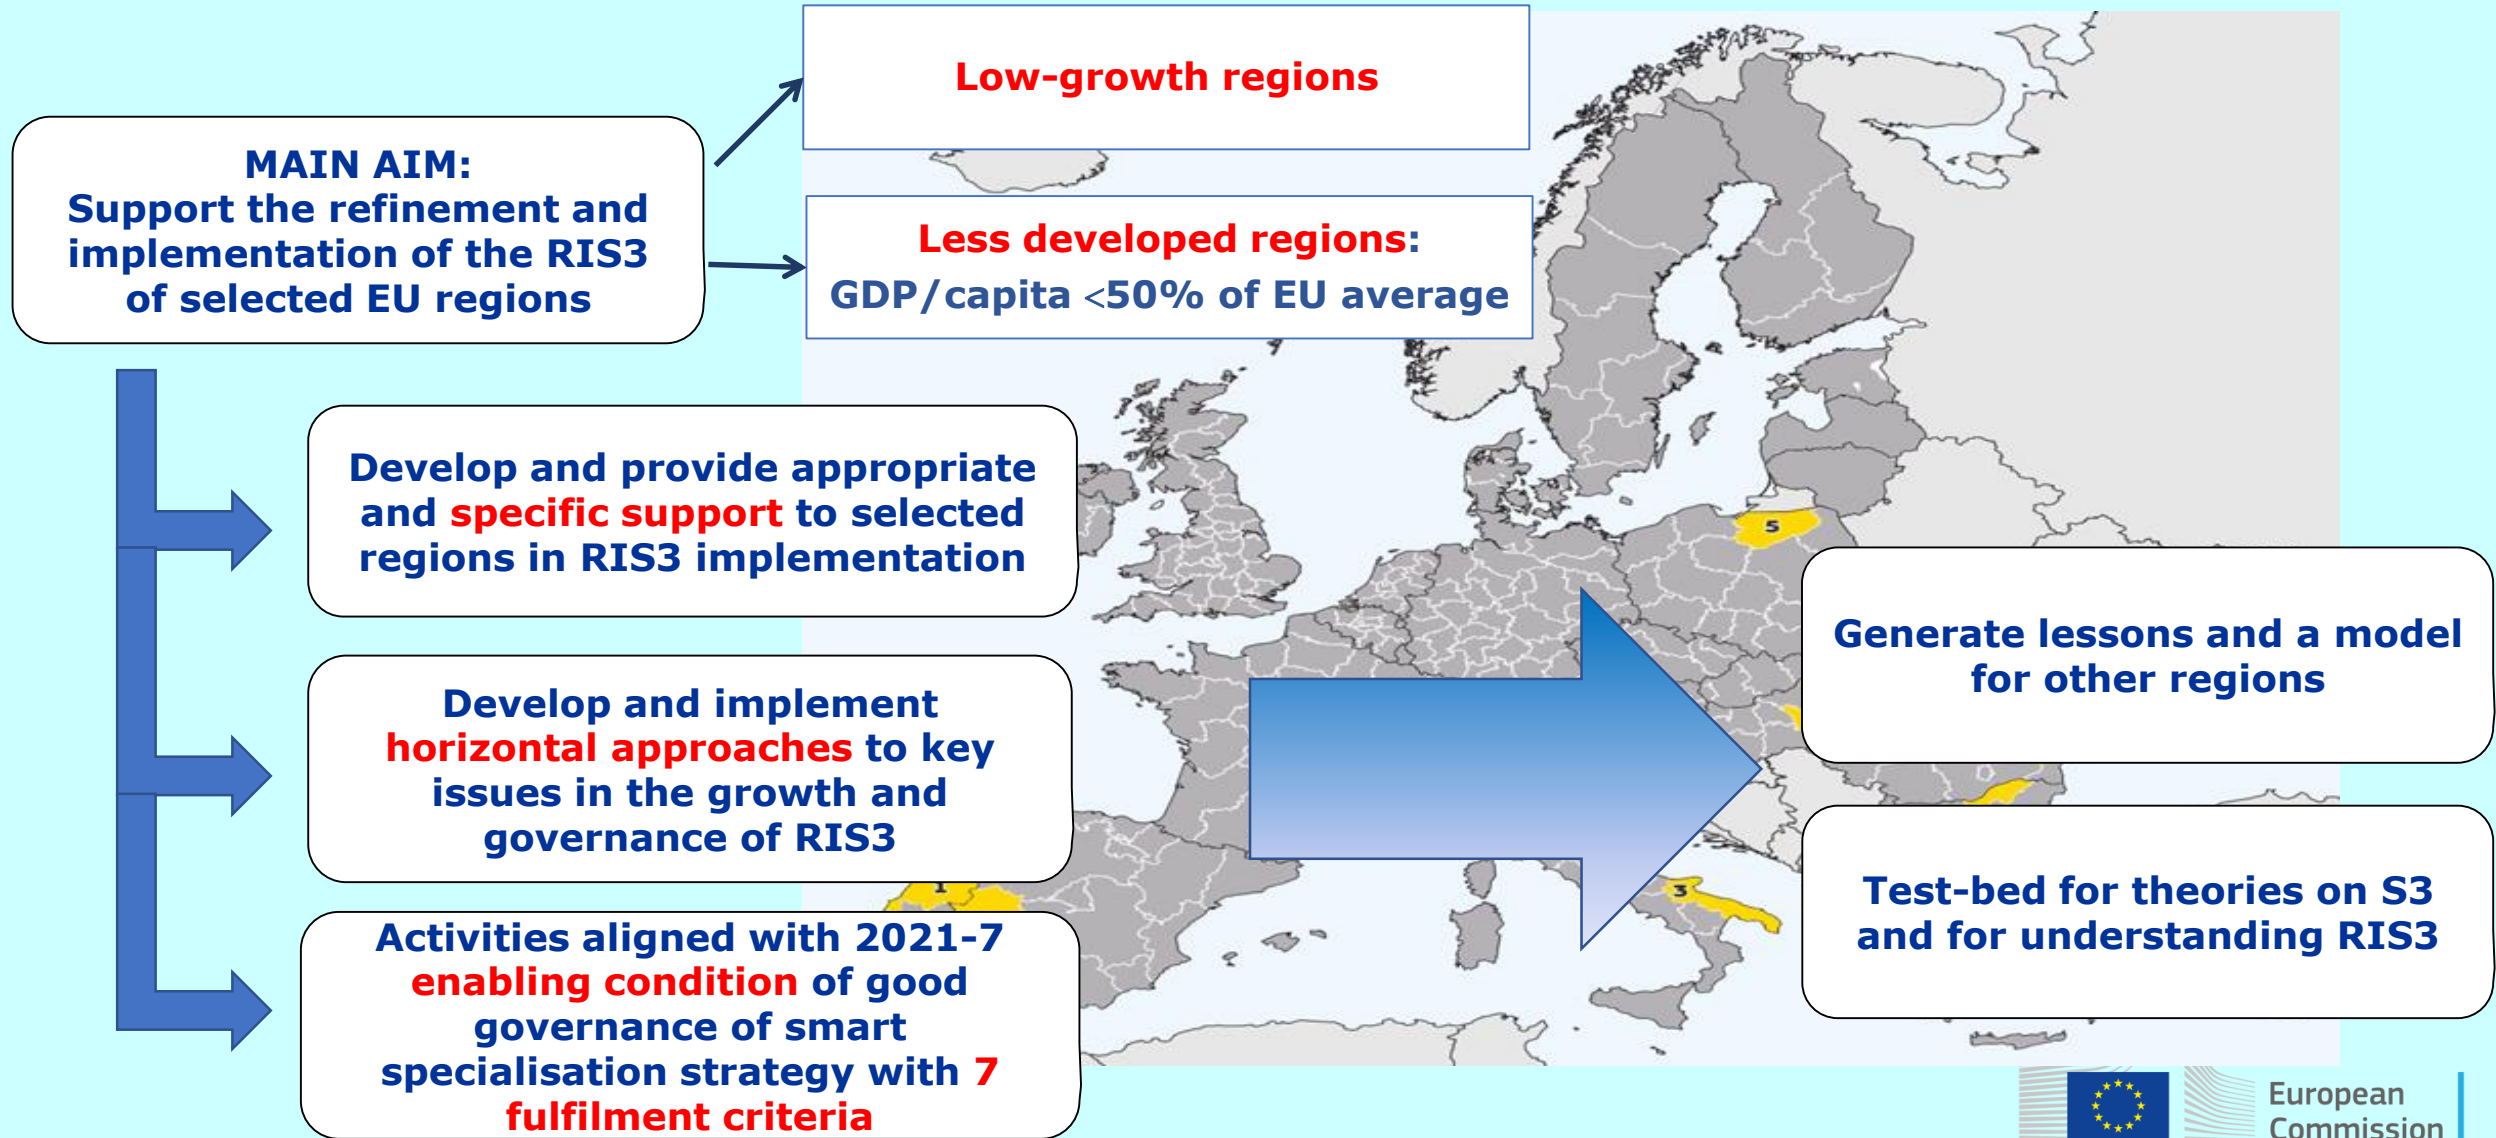 Low-growth regions
MAIN AIM:
Support the refinement and
implementation of the RIS3
of selected EU regions
Less developed regions:
GDP/capita <50% of EU average
Develop and provide appropriate
and specific support to selected
regions in RIS3 implementation
5
Generate lessons and a model
for other regions
Develop and implement
horizontal approaches to key
issues in the growth and
governance of RIS3
1
3
Test-bed for theories on S3
and for understanding RIS3
Activities aligned with 2021-7
enabling condition of good
governance of smart
specialisation strategy with 7
fulfilment criteria
European
Commission